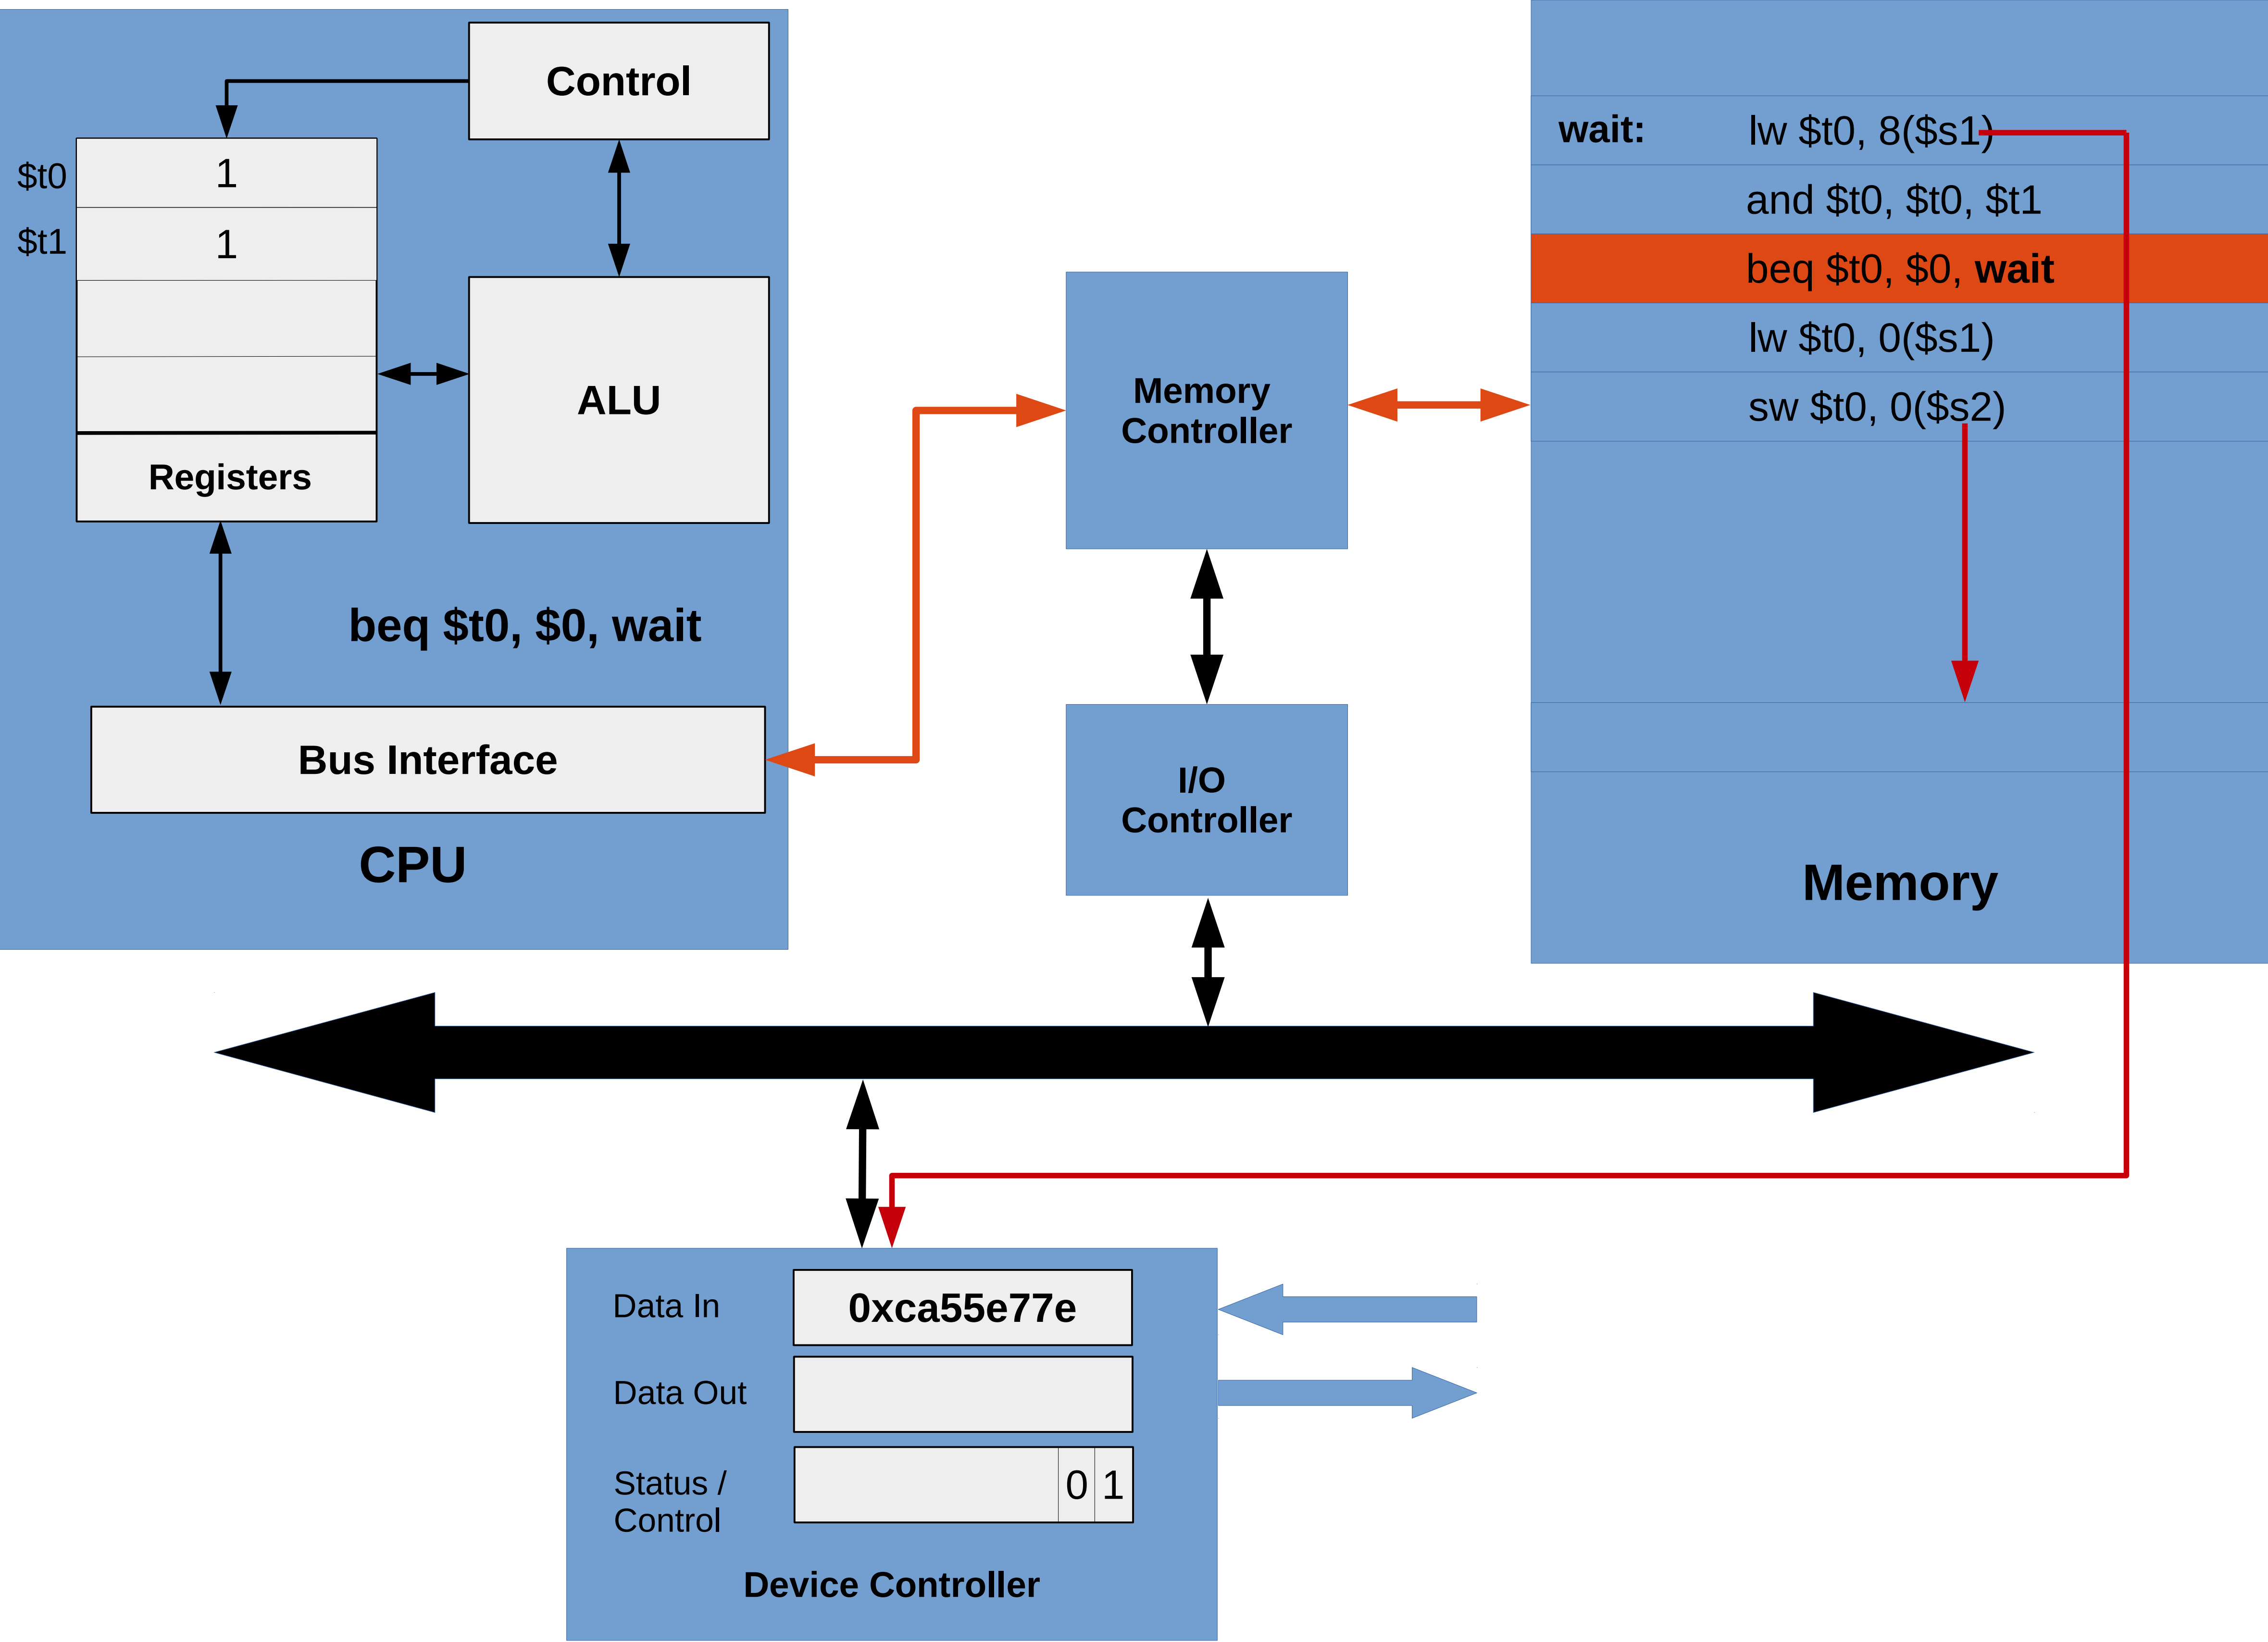 Control
$t0 1
$t1 1
ALU
Registers
beq $t0, $0, wait
Bus Interface
CPU
Memory
Controller
I/O
Controller
wait: lw $t0, 8($s1)
and $t0, $t0, $t1
beq $t0, $0, wait
lw $t0, 0($s1)
sw $t0, 0($s2)
Memory
Data In 0xca55e77e
Data Out
Status / 0 1
Control
Device Controller